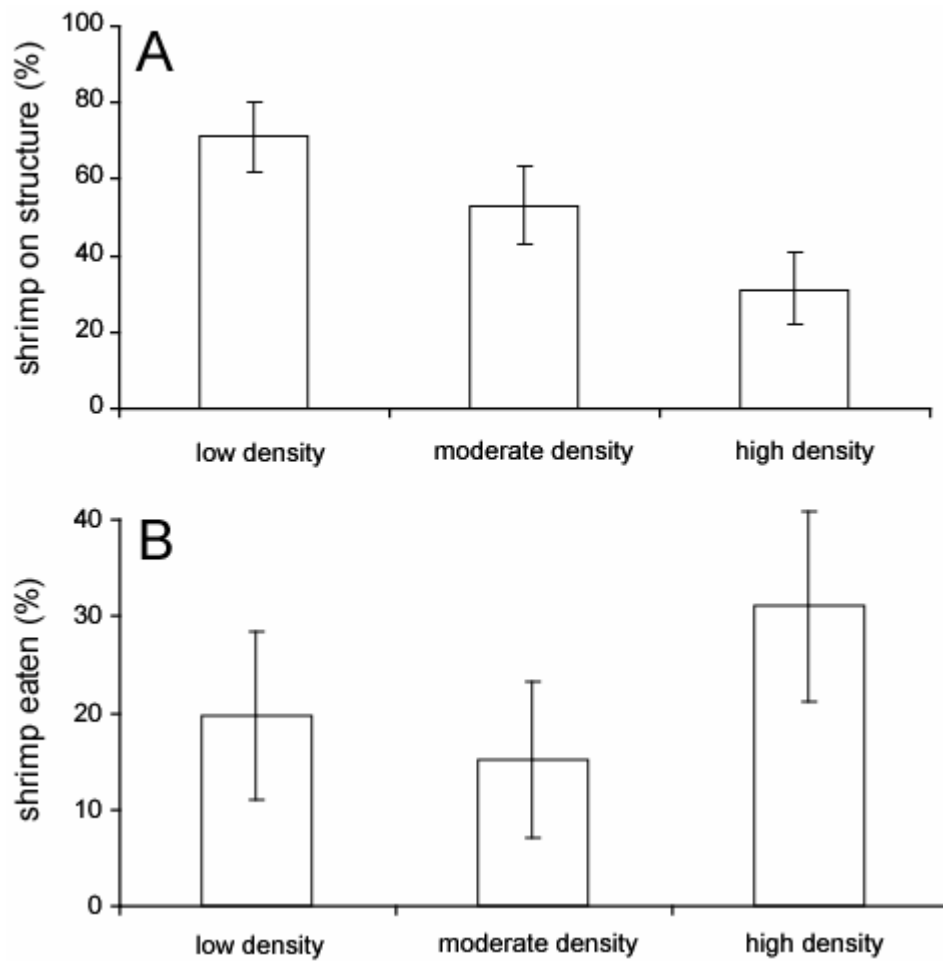 A
shrimp on structure (%)
100
80
60
40
20
0
low density
moderate density
high density
B
shrimp eaten (%)
40
30
20
10
0
low density
moderate density
high density